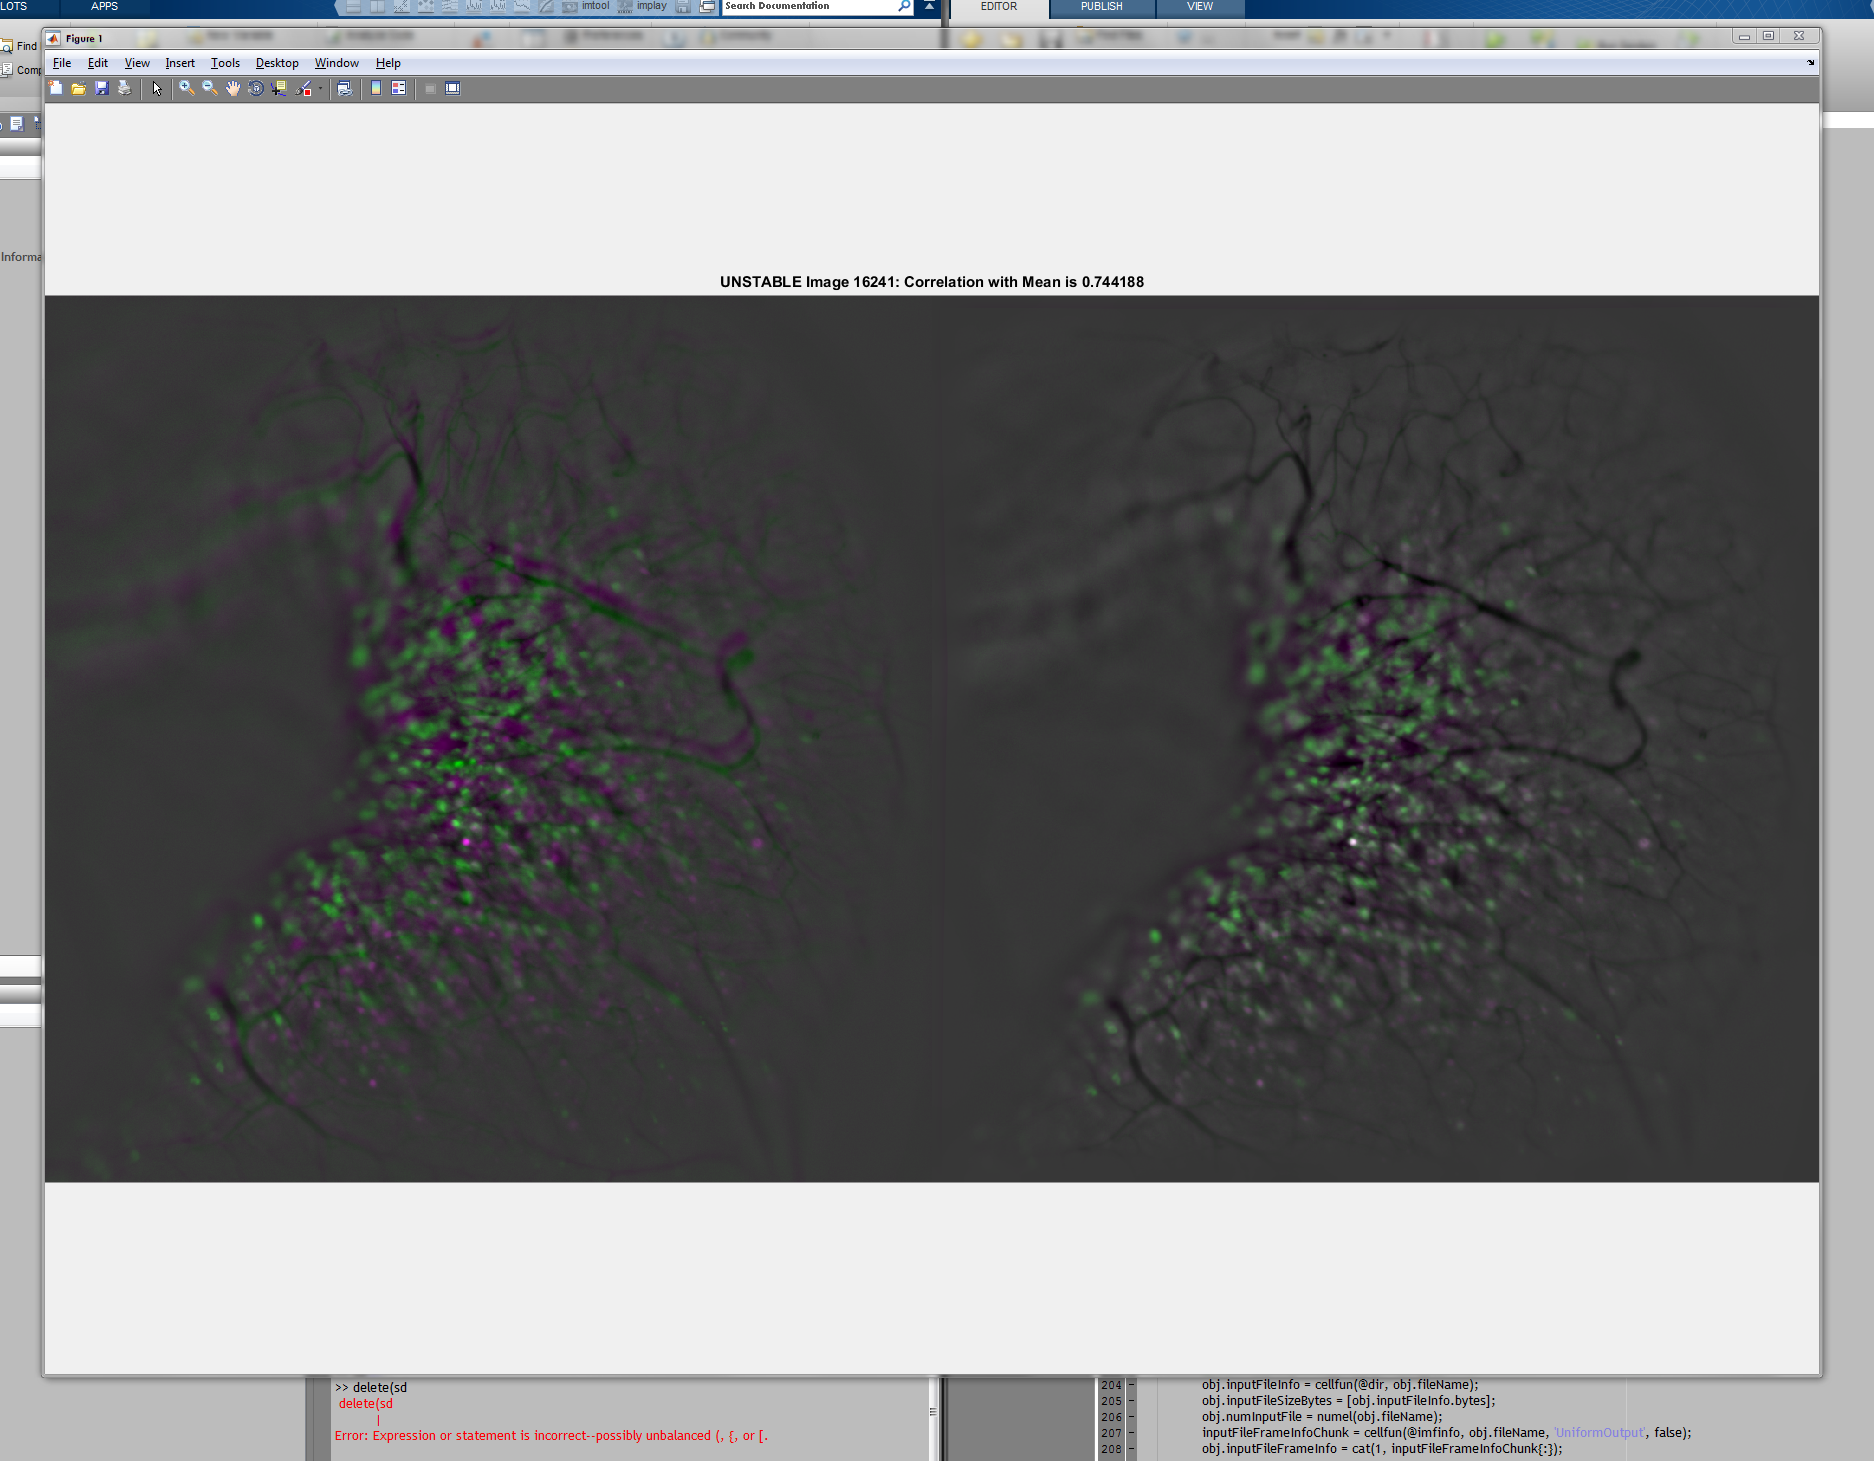 LOTS APPS imtool implay Search Documentation EDITOR PUBLISH VIEW
Find
Comp
Figure 1
File Edit View Insert Tools Desktop Window Help
Informa
UNSTABLE Image 16241: Correlation with Mean is 0.744188
>> delete(sd
delete(sd
|
Error: Expression or statement is incorrect--possibly unbalanced (, {, or [.
204 obj.inputFileInfo = cellfun(@dir, obj.fileName);
205 obj.inputFileSizeBytes = [obj.inputFileInfo.bytes];
206 obj.numInputFile = numel(obj.fileName);
207 inputFileFrameInfoChunk = cellfun(@imfinfo, obj.fileName, 'UniformOutput', false);
208 obj.inputFileFrameInfo = cat(1, inputFileFrameInfoChunk{:});